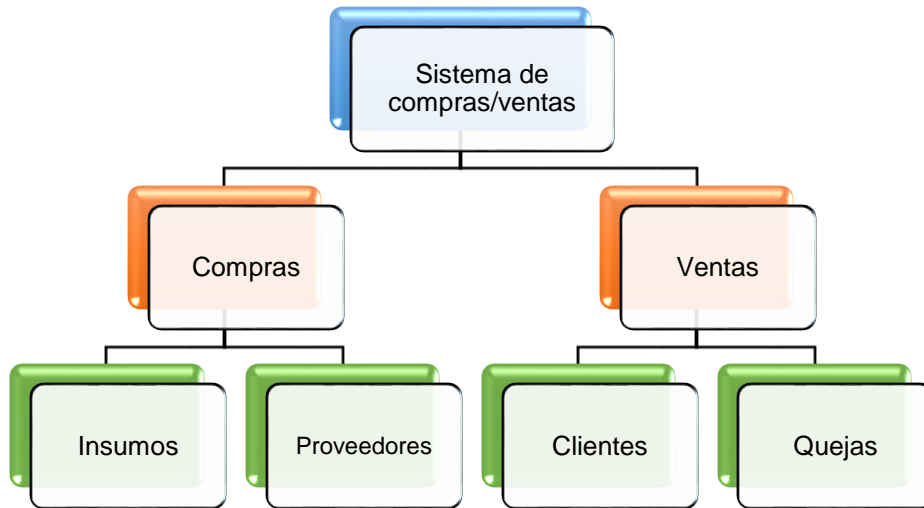 Sistema de
compras/ventas
Compras
Ventas
Insumos
Proveedores
Clientes
Quejas